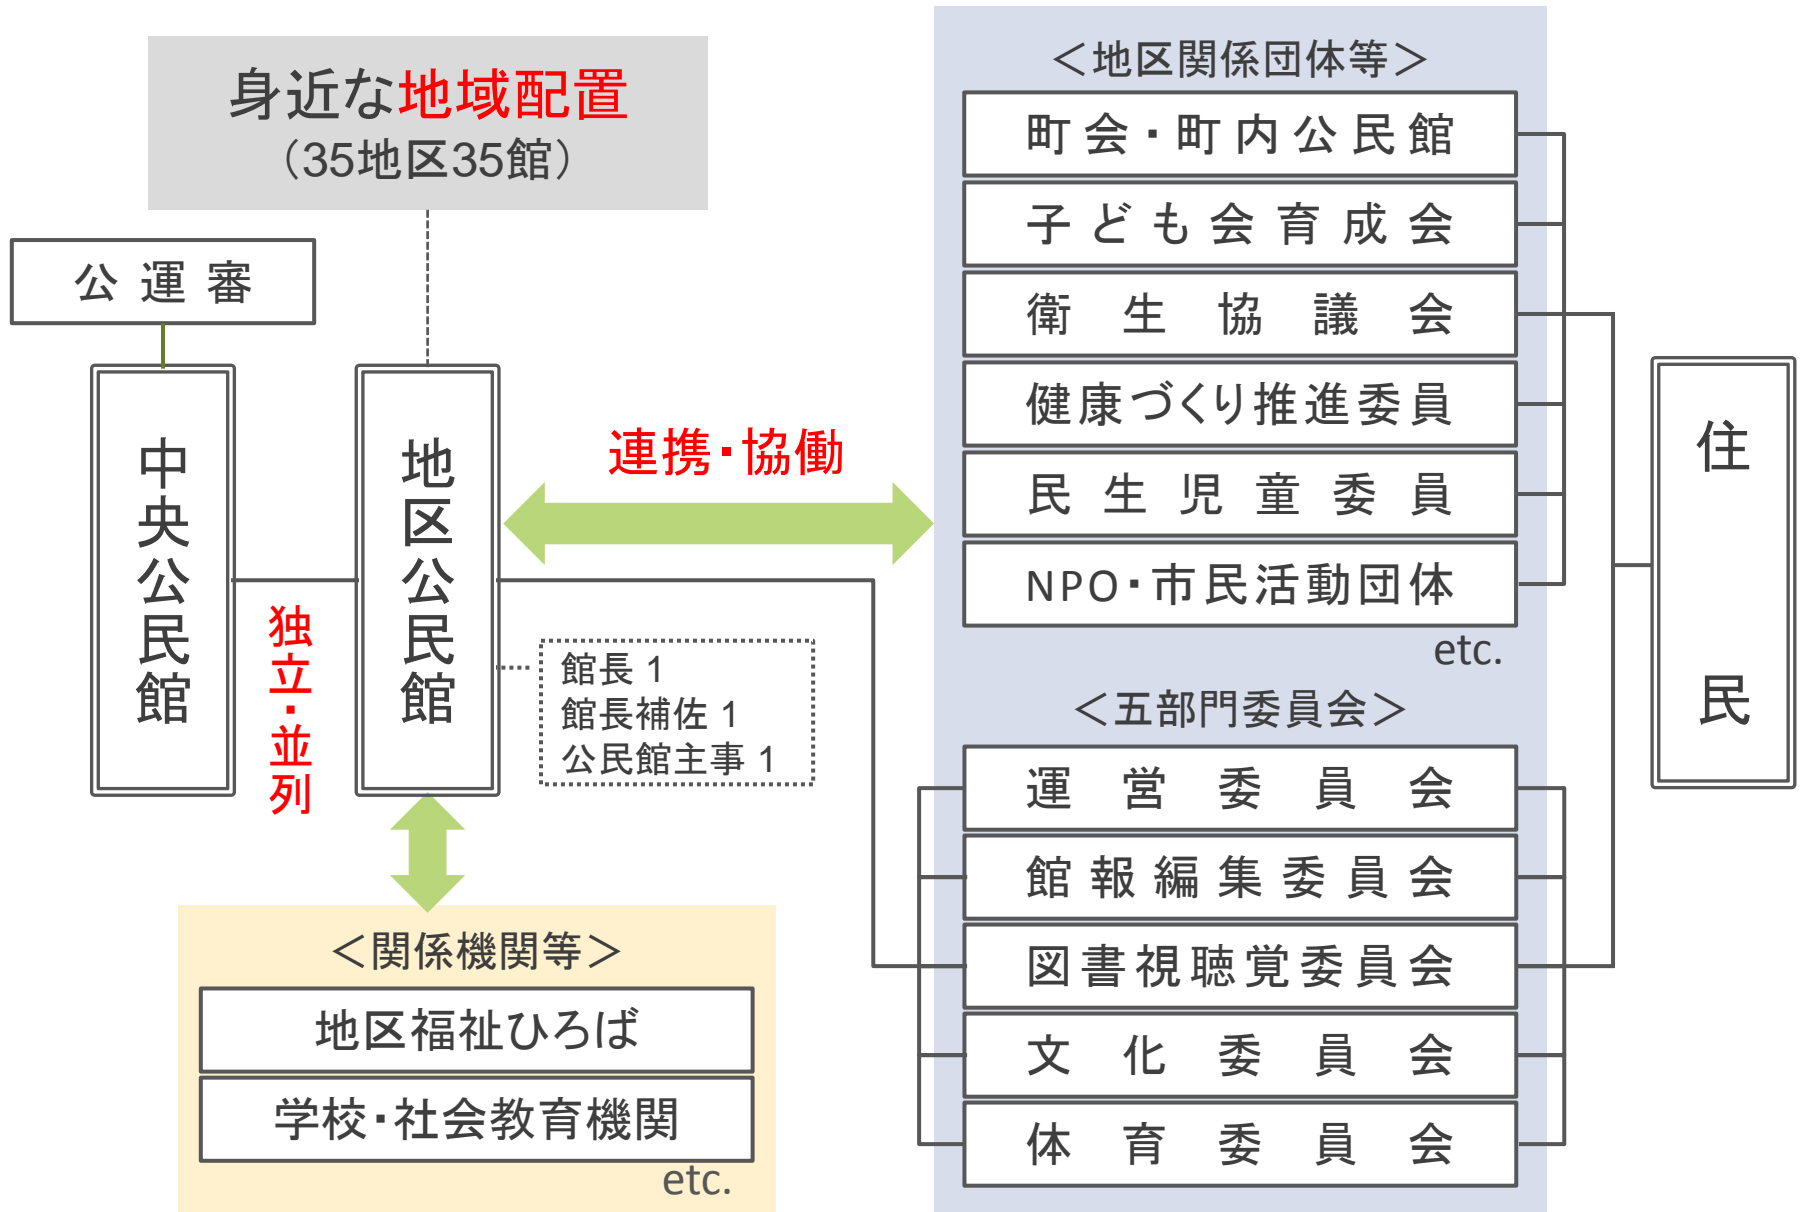 身近な地域配置
（35地区35館）
公運審
中央公民館
独立・並列
地区公民館
連携・協働
館長 1
館長補佐 1
公民館主事 1
＜関係機関等＞
地区福祉ひろば
学校・社会教育機関
etc.
＜地区関係団体等＞
町会・町内公民館
子ども会育成会
衛生協議会
健康づくり推進委員
民生児童委員
NPO・市民活動団体
etc.
＜五部門委員会＞
運営委員会
館報編集委員会
図書視聴覚委員会
文化委員会
体育委員会
住民